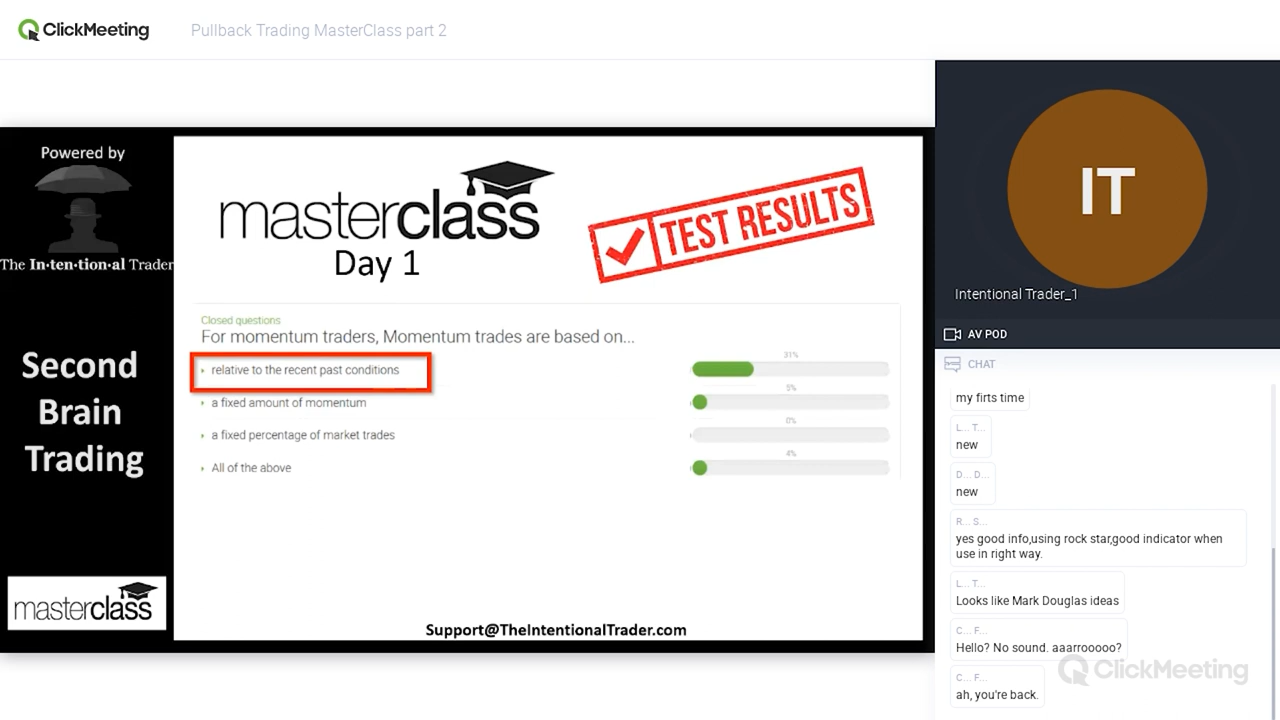 ClickMeeting
Pullback Trading MasterClass part 2
Powered by
The In·ten·tion·al Trader
Second
Brain
Trading
masterclass
masterclass
Day 1
TEST RESULTS
Closed questions
For momentum traders, Momentum trades are based on...
relative to the recent past conditions
31%
a fixed amount of momentum
5%
a fixed percentage of market trades
0%
All of the above
4%
Support@TheIntentionalTrader.com
IT
Intentional Trader_1
AV POD
CHAT
my firts time
L... T...
new
D... D...
new
R... S...
yes good info,using rock star,good indicator when
use in right way.
L... T...
Looks like Mark Douglas ideas
C... F...
Hello? No sound. aaarrooooo?
C... F...
ah, you're back.
ClickMeeting